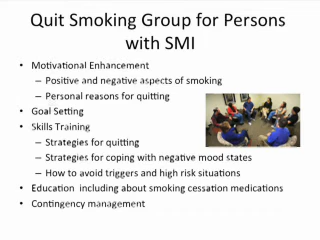 Quit Smoking Group for Persons
with SMI
• Motivational Enhancement
– Positive and negative aspects of smoking
– Personal reasons for quitting
• Goal Setting
• Skills Training
– Strategies for quitting
– Strategies for coping with negative mood states
– How to avoid triggers and high risk situations
• Education including about smoking cessation medications
• Contingency management